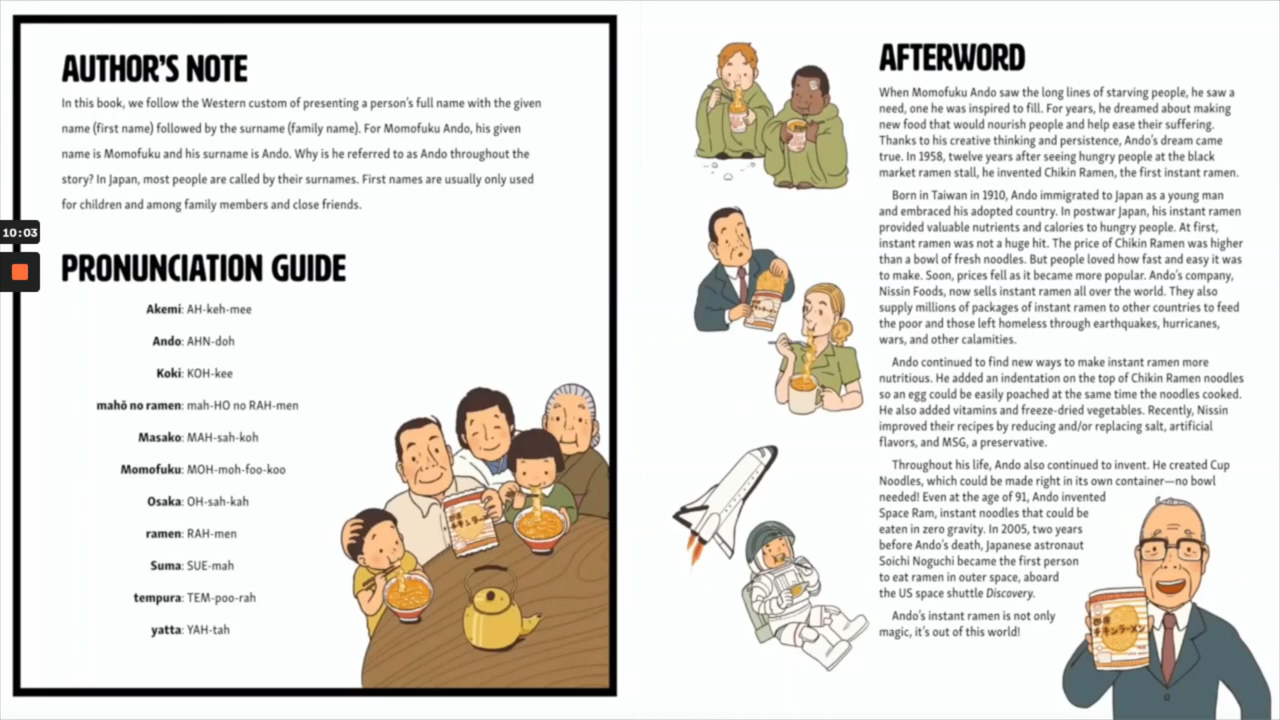 AUTHOR'S NOTE
In this book, we follow the Western custom of presenting a person's full name with the given
name (first name) followed by the surname (family name). For Momofuku Ando, his given
name is Momofuku and his surname is Ando. Why is he referred to as Ando throughout the
story? In Japan, most people are called by their surnames. First names are usually only used
for children and among family members and close friends.
10:03
PRONUNCIATION GUIDE
Akemi: AH-keh-mee
Ando: AHN-doh
Koki: KOH-kee
mahō no ramen: mah-HO no RAH-men
Masako: MAH-sah-koh
Momofuku: MOH-moh-foo-koo
Osaka: OH-sah-kah
ramen: RAH-men
Suma: SUE-mah
tempura: TEM-poo-rah
yatta: YAH-tah
チキンラーメン
AFTERWORD
When Momofuku Ando saw the long lines of starving people, he saw a
need, one he was inspired to fill. For years, he dreamed about making
new food that would nourish people and help ease their suffering.
Thanks to his creative thinking and persistence, Ando's dream came
true. In 1958, twelve years after seeing hungry people at the black
market ramen stall, he invented Chikin Ramen, the first instant ramen.
Born in Taiwan in 1910, Ando immigrated to Japan as a young man
and embraced his adopted country. In postwar Japan, his instant ramen
provided valuable nutrients and calories to hungry people. At first,
instant ramen was not a huge hit. The price of Chikin Ramen was higher
than a bowl of fresh noodles. But people loved how fast and easy it was
to make. Soon, prices fell as it became more popular. Ando's company,
Nissin Foods, now sells instant ramen all over the world. They also
supply millions of packages of instant ramen to other countries to feed
the poor and those left homeless through earthquakes, hurricanes,
wars, and other calamities.
Ando continued to find new ways to make instant ramen more
nutritious. He added an indentation on the top of Chikin Ramen noodles
so an egg could be easily poached at the same time the noodles cooked.
He also added vitamins and freeze-dried vegetables. Recently, Nissin
improved their recipes by reducing and/or replacing salt, artificial
flavors, and MSG, a preservative.
Throughout his life, Ando also continued to invent. He created Cup
Noodles, which could be made right in its own container—no bowl
needed! Even at the age of 91, Ando invented
Space Ram, instant noodles that could be
eaten in zero gravity. In 2005, two years
before Ando's death, Japanese astronaut
Soichi Noguchi became the first person
to eat ramen in outer space, aboard
the US space shuttle Discovery.
Ando's instant ramen is not only
magic, it's out of this world!
チキンラーメン